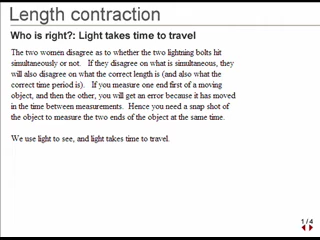 Length contraction
Who is right?: Light takes time to travel
The two women disagree as to whether the two lightning bolts hit
simultaneously or not. If they disagree on what is simultaneous, they
will also disagree on what the correct length is (and also what the
correct time period is). If you measure one end first of a moving
object, and then the other, you will get an error because it has moved
in the time between measurements. Hence you need a snap shot of
the object to measure the two ends of the object at the same time.
We use light to see, and light takes time to travel.
1 / 4